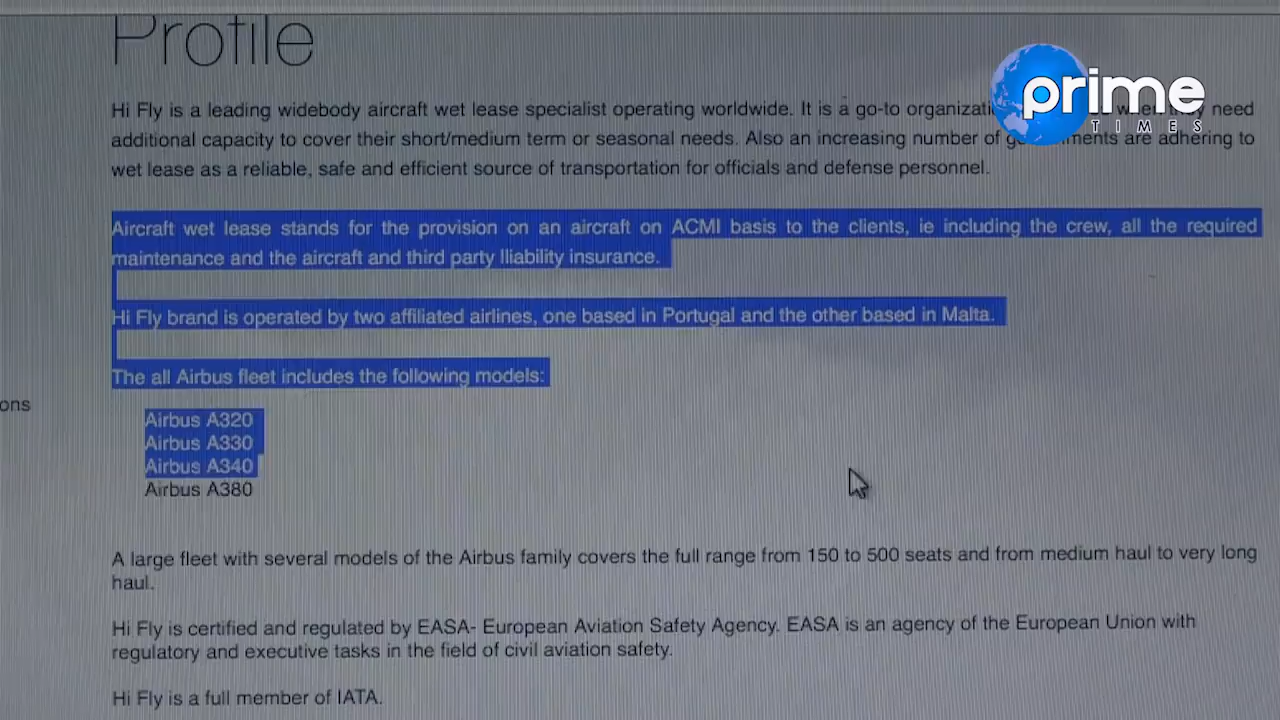 Profile
prime
TIMES
Hi Fly is a leading widebody aircraft wet lease specialist operating worldwide. It is a go-to organizati need
additional capacity to cover their short/medium term or seasonal needs. Also an increasing number of are adhering to
wet lease as a reliable, safe and efficient source of transportation for officials and defense personnel.
Aircraft wet lease stands for the provision on an aircraft on ACMI basis to the clients, ie including the crew, all the required
maintenance and the aircraft and third party lliability insurance.
Hi Fly brand is operated by two affiliated airlines, one based in Portugal and the other based in Malta.
The all Airbus fleet includes the following models:
ons
Airbus A320
Airbus A330
Airbus A340
Airbus A380
A large fleet with several models of the Airbus family covers the full range from 150 to 500 seats and from medium haul to very long
haul.
Hi Fly is certified and regulated by EASA- European Aviation Safety Agency. EASA is an agency of the European Union with
regulatory and executive tasks in the field of civil aviation safety.
Hi Fly is a full member of IATA.